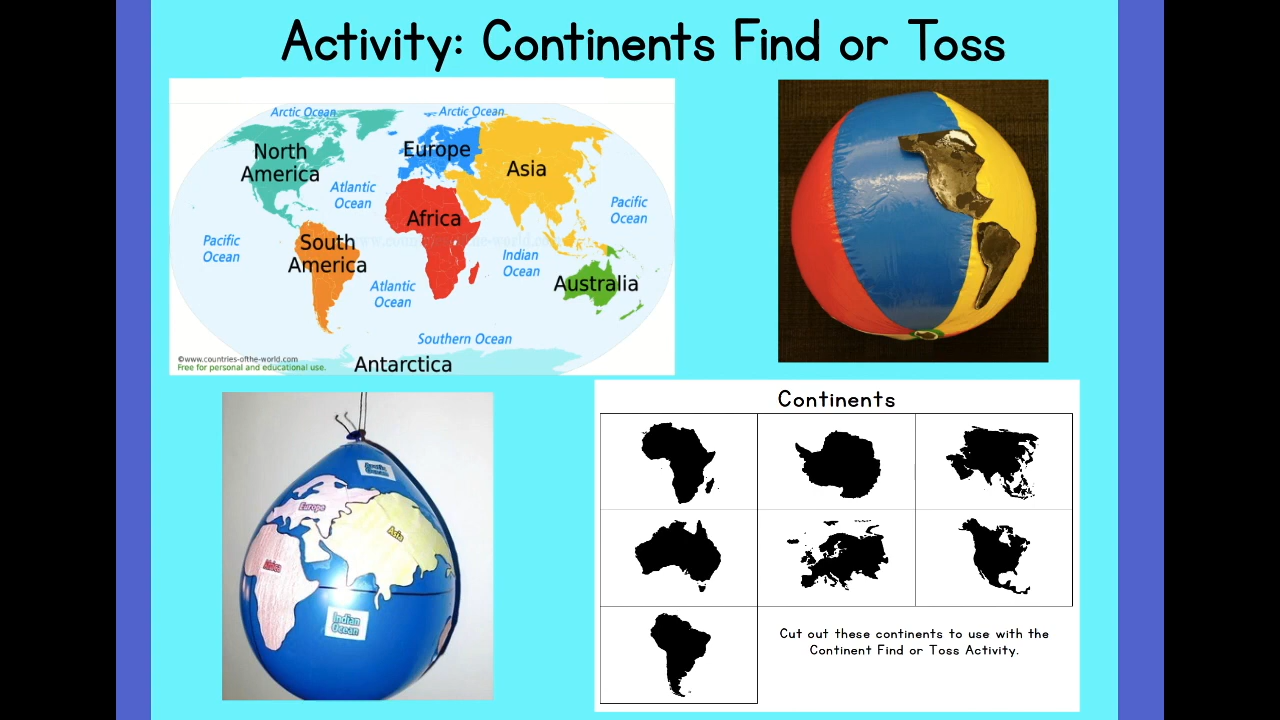 Activity: Continents Find or Toss
Arctic Ocean
Arctic Ocean
North
America
Europe
Asia
Atlantic
Ocean
Pacific
Ocean
Africa
Pacific
Ocean
South
America
Indian
Ocean
Atlantic
Ocean
Australia
Southern Ocean
©www.countries-ofthe-world.com
Free for personal and educational use.
Antarctica
Continents
Europe
Asia
Africa
Indian
Ocean
Cut out these continents to use with the
Continent Find or Toss Activity.